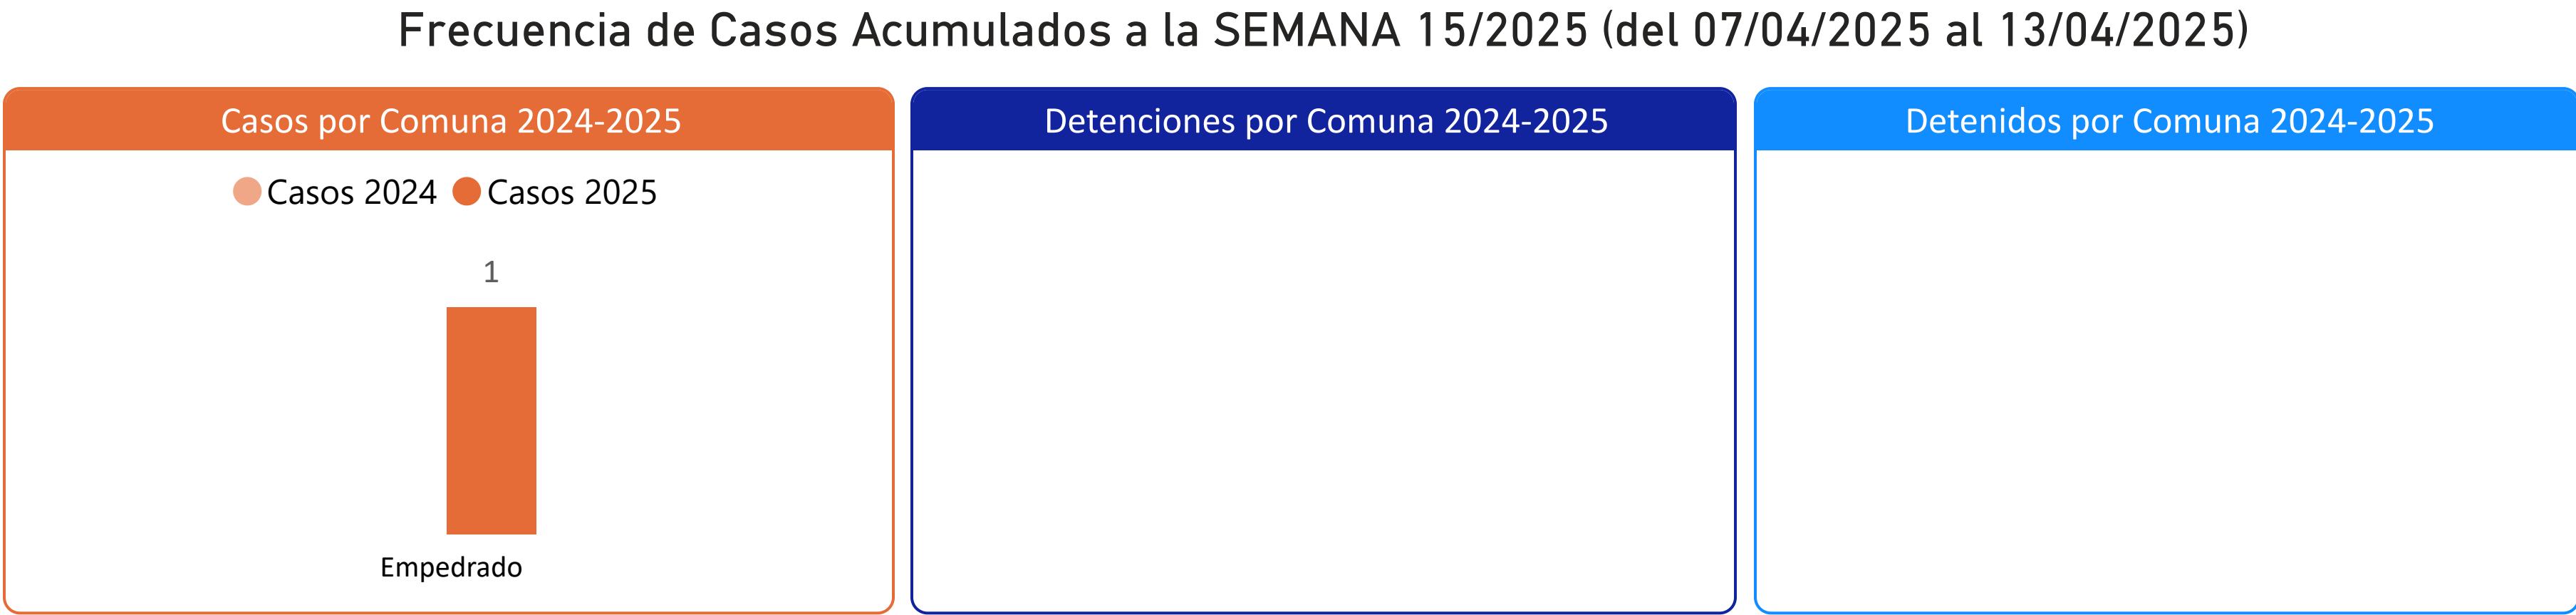 Frecuencia de Casos Acumulados a la SEMANA 15/2025 (del 07/04/2025 al 13/04/2025)
Casos por Comuna 2024-2025
Casos 2024 Casos 2025
1
Empedrado
Detenciones por Comuna 2024-2025
Detenidos por Comuna 2024-2025